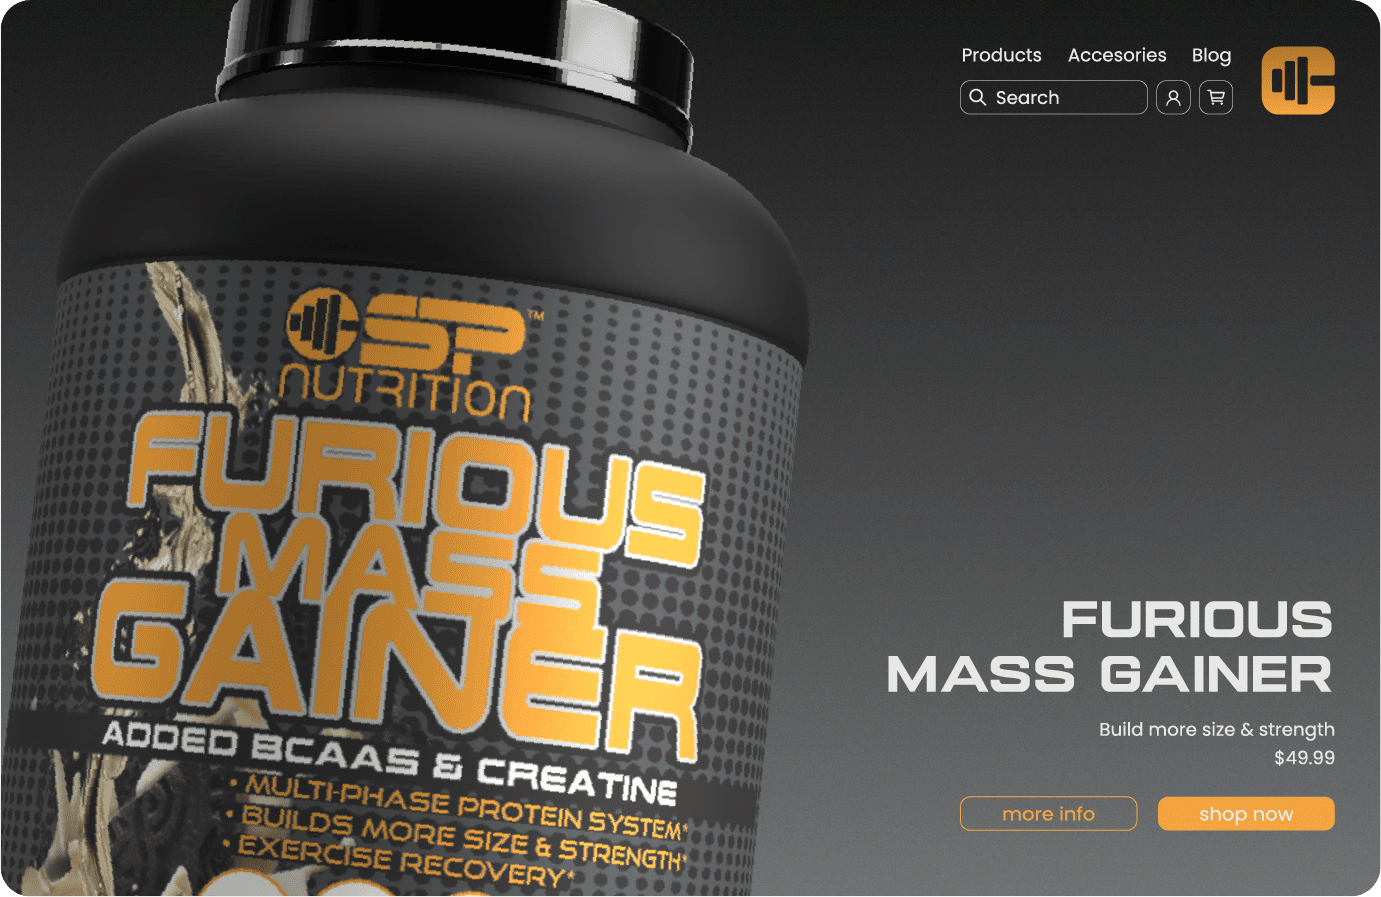 Products Accesories Blog
Search
SP™
NUTRITION
FURIOUS
MASS
GAINER
ADDED BCAAS & CREATINE
• MULTI-PHASE PROTEIN SYSTEM*
• BUILDS MORE SIZE & STRENGTH*
• EXERCISE RECOVERY*
FURIOUS
MASS GAINER
Build more size & strength
$49.99
more info shop now